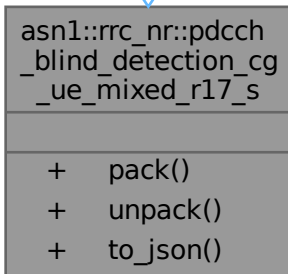 asn1::rrc_nr::pdcch
_blind_detection_cg
_ue_mixed_r17_s
+ pack()
+ unpack()
+ to_json()